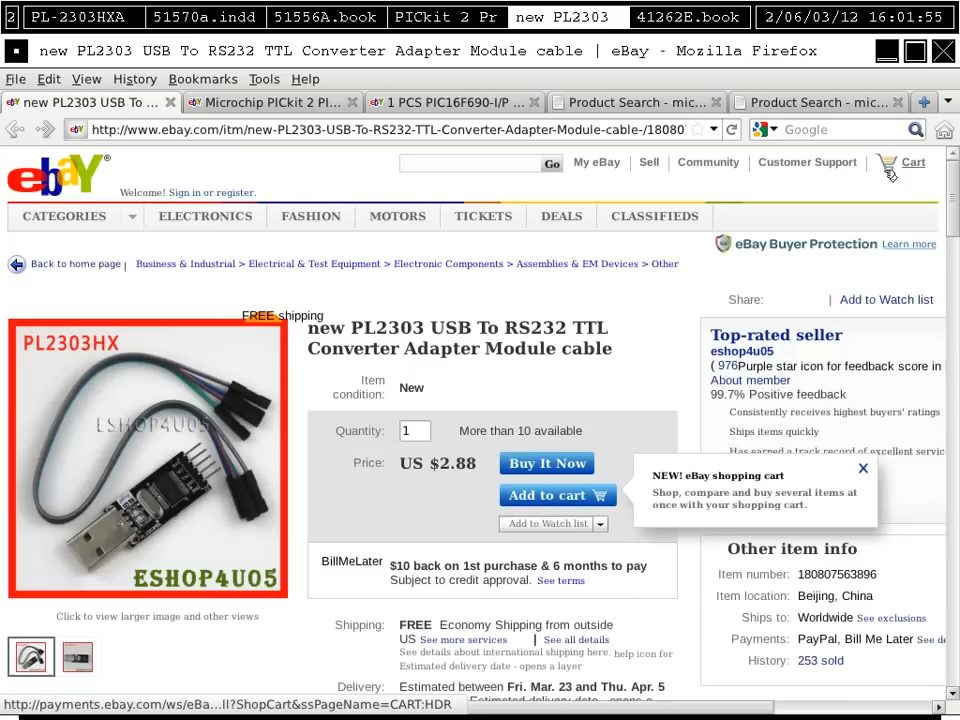 2 PL-2303HXA 51570a.indd 51556A.book PICkit 2 Pr new PL2303 41262E.book 2/06/03/12 16:01:55
new PL2303 USB To RS232 TTL Converter Adapter Module cable | eBay - Mozilla Firefox
File Edit View History Bookmarks Tools Help
new PL2303 USB To ... Microchip PICkit 2 Pl... 1 PCS PIC16F690-I/P ... Product Search - mic... Product Search - mic...
http://www.ebay.com/itm/new-PL2303-USB-To-RS232-TTL-Converter-Adapter-Module-cable-/18080 Google
ebay®
Welcome! Sign in or register.
Go My eBay Sell Community Customer Support Cart
CATEGORIES ELECTRONICS FASHION MOTORS TICKETS DEALS CLASSIFIEDS
eBay Buyer Protection Learn more
Back to home page | Business & Industrial > Electrical & Test Equipment > Electronic Components > Assemblies & EM Devices > Other
Share: | Add to Watch list
FREE shipping
PL2303HX
ESHOP4U05
ESHOP4U05
Click to view larger image and other views
new PL2303 USB To RS232 TTL
Converter Adapter Module cable
Item
condition: New
Quantity: 1 More than 10 available
Price: US $2.88 Buy It Now
Add to cart
Add to Watch list
BillMeLater $10 back on 1st purchase & 6 months to pay
Subject to credit approval. See terms
Shipping: FREE Economy Shipping from outside
US See more services | See all details
See details about international shipping here. help icon for
Estimated delivery date - opens a layer
Delivery: Estimated between Fri. Mar. 23 and Thu. Apr. 5
Estimated delivery date - opens a
Top-rated seller
eshop4u05
( 976Purple star icon for feedback score in
About member
99.7% Positive feedback
Consistently receives highest buyers' ratings
Ships items quickly
Has earned a track record of excellent servic
NEW! eBay shopping cart
Shop, compare and buy several items at
once with your shopping cart.
Other item info
Item number: 180807563896
Item location: Beijing, China
Ships to: Worldwide See exclusions
Payments: PayPal, Bill Me Later See de
History: 253 sold
http://payments.ebay.com/ws/eBa...ll?ShopCart&ssPageName=CART:HDR